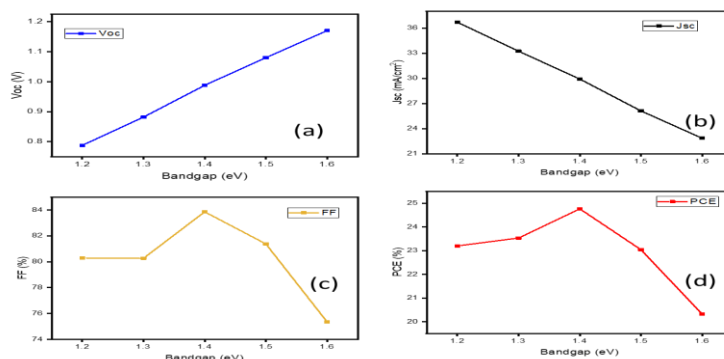 1.2
1.0
0.8
Voc (V)
Voc
(a)
1.2 1.3 1.4 1.5 1.6
Bandgap (eV)
36
33
30
27
24
21
Jsc (mA/cm²)
Jsc
(b)
1.2 1.3 1.4 1.5 1.6
Bandgap (eV)
84
82
80
78
76
74
FF (%)
FF
(c)
1.2 1.3 1.4 1.5 1.6
Bandgap (eV)
25
24
23
22
21
20
PCE (%)
PCE
(d)
1.2 1.3 1.4 1.5 1.6
Bandgap (eV)